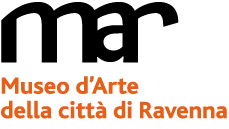 mar
Museo d'Arte
della città di Ravenna